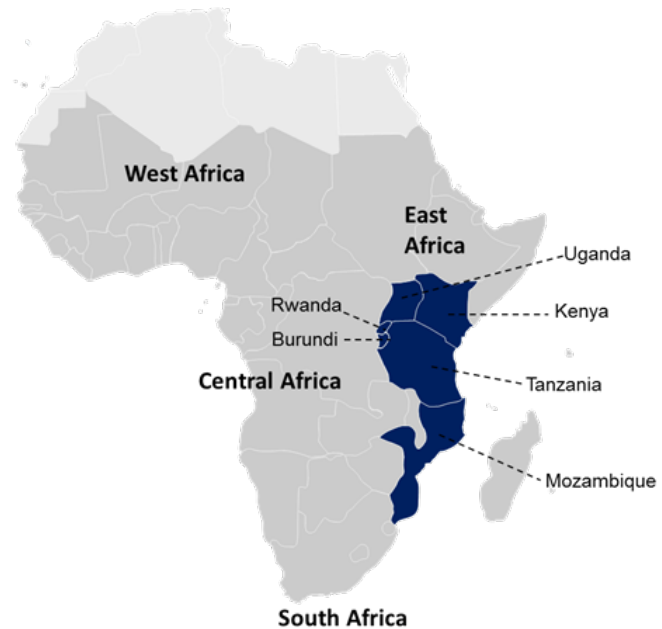 West Africa
East
Africa
Uganda
Rwanda
Kenya
Burundi
Central Africa
Tanzania
Mozambique
South Africa